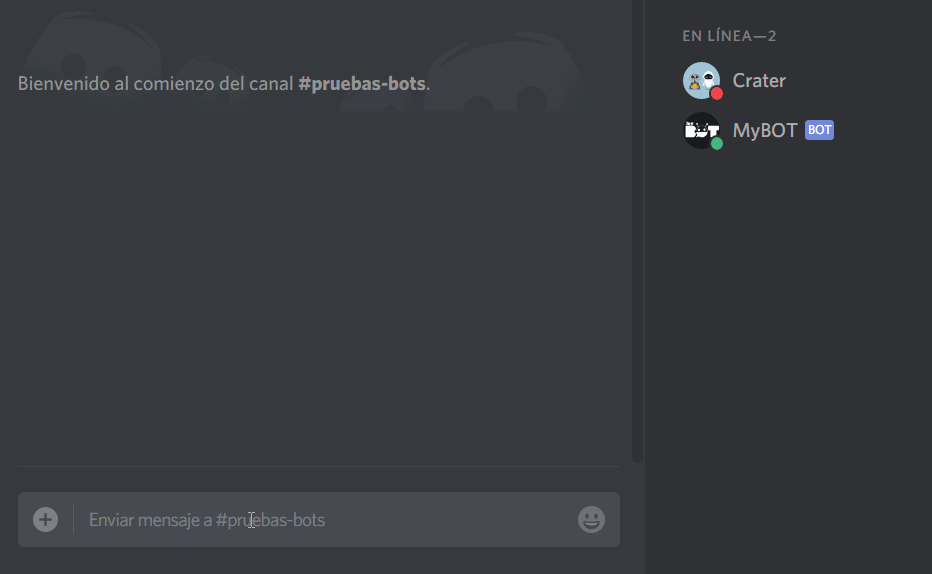 Bienvenido al comienzo del canal #pruebas-bots.
Enviar mensaje a #pruebas-bots
EN LÍNEA—2
Crater
MyBOT BOT